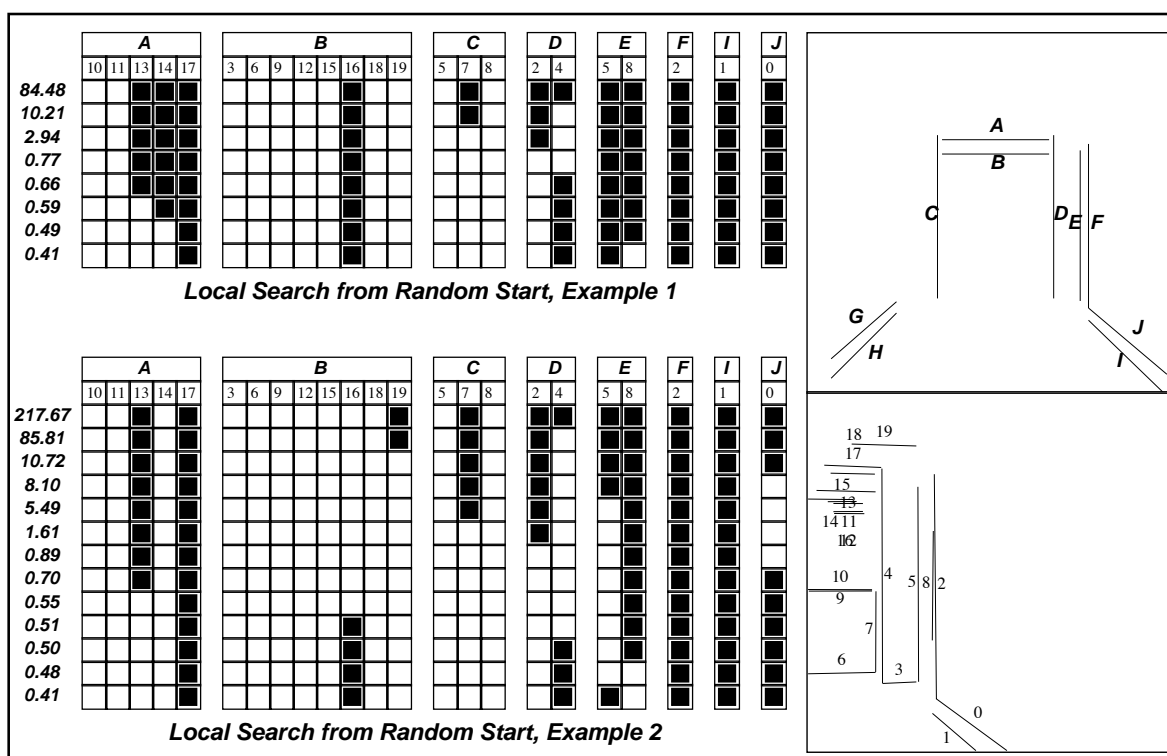 A B C D E F I J
10 11 13 14 17 3 6 9 12 15 16 18 19 5 7 8 2 4 5 8 2 1 0
84.48
10.21
2.94
0.77
0.66
0.59
0.49
0.41
Local Search from Random Start, Example 1
A B C D E F I J
10 11 13 14 17 3 6 9 12 15 16 18 19 5 7 8 2 4 5 8 2 1 0
217.67
85.81
10.72
8.10
5.49
1.61
0.89
0.70
0.55
0.51
0.50
0.48
0.41
Local Search from Random Start, Example 2
A
B
C D E F
G J
H I
18 19
17
15
13
14 11
16 12
10 4 5 8 2
9
7
6 3
0
1